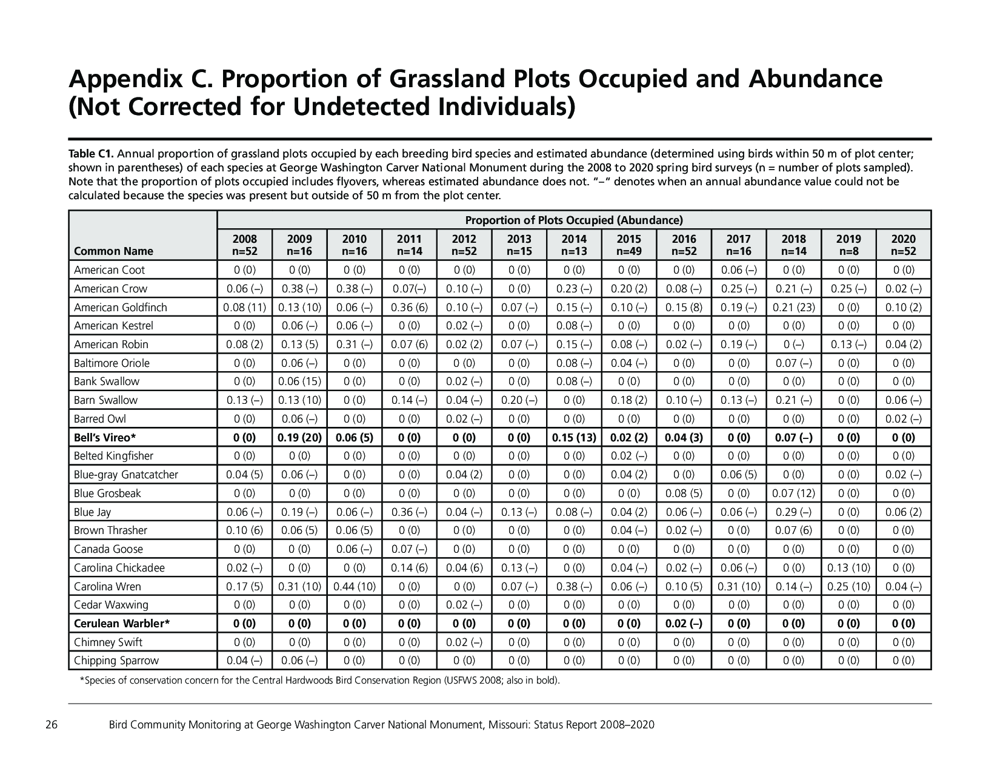 Appendix C. Proportion of Grassland Plots Occupied and Abundance
(Not Corrected for Undetected Individuals)
Table C1. Annual proportion of grassland plots occupied by each breeding bird species and estimated abundance (determined using birds within 50 m of plot center;
shown in parentheses) of each species at George Washington Carver National Monument during the 2008 to 2020 spring bird surveys (n = number of plots sampled).
Note that the proportion of plots occupied includes flyovers, whereas estimated abundance does not. “–“ denotes when an annual abundance value could not be
calculated because the species was present but outside of 50 m from the plot center.
Proportion of Plots Occupied (Abundance)
2008 2009 2010 2011 2012 2013 2014 2015 2016 2017 2018 2019 2020
Common Name n=52 n=16 n=16 n=14 n=52 n=15 n=13 n=49 n=52 n=16 n=14 n=8 n=52
American Coot 0 (0) 0 (0) 0 (0) 0 (0) 0 (0) 0 (0) 0 (0) 0 (0) 0 (0) 0.06 (–) 0 (0) 0 (0) 0 (0)
American Crow 0.06 (–) 0.38 (–) 0.38 (–) 0.07(–) 0.10 (–) 0 (0) 0.23 (–) 0.20 (2) 0.08 (–) 0.25 (–) 0.21 (–) 0.25 (–) 0.02 (–)
American Goldfinch 0.08 (11) 0.13 (10) 0.06 (–) 0.36 (6) 0.10 (–) 0.07 (–) 0.15 (–) 0.10 (–) 0.15 (8) 0.19 (–) 0.21 (23) 0 (0) 0.10 (2)
American Kestrel 0 (0) 0.06 (–) 0.06 (–) 0 (0) 0.02 (–) 0 (0) 0.08 (–) 0 (0) 0 (0) 0 (0) 0 (0) 0 (0) 0 (0)
American Robin 0.08 (2) 0.13 (5) 0.31 (–) 0.07 (6) 0.02 (2) 0.07 (–) 0.15 (–) 0.08 (–) 0.02 (–) 0.19 (–) 0 (–) 0.13 (–) 0.04 (2)
Baltimore Oriole 0 (0) 0.06 (–) 0 (0) 0 (0) 0 (0) 0 (0) 0.08 (–) 0.04 (–) 0 (0) 0 (0) 0.07 (–) 0 (0) 0 (0)
Bank Swallow 0 (0) 0.06 (15) 0 (0) 0 (0) 0.02 (–) 0 (0) 0.08 (–) 0 (0) 0 (0) 0 (0) 0 (0) 0 (0) 0 (0)
Barn Swallow 0.13 (–) 0.13 (10) 0 (0) 0.14 (–) 0.04 (–) 0.20 (–) 0 (0) 0.18 (2) 0.10 (–) 0.13 (–) 0.21 (–) 0 (0) 0.06 (–)
Barred Owl 0 (0) 0.06 (–) 0 (0) 0 (0) 0.02 (–) 0 (0) 0 (0) 0 (0) 0 (0) 0 (0) 0 (0) 0 (0) 0.02 (–)
Bell’s Vireo* 0 (0) 0.19 (20) 0.06 (5) 0 (0) 0 (0) 0 (0) 0.15 (13) 0.02 (2) 0.04 (3) 0 (0) 0.07 (–) 0 (0) 0 (0)
Belted Kingfisher 0 (0) 0 (0) 0 (0) 0 (0) 0 (0) 0 (0) 0 (0) 0.02 (–) 0 (0) 0 (0) 0 (0) 0 (0) 0 (0)
Blue-gray Gnatcatcher 0.04 (5) 0.06 (–) 0 (0) 0 (0) 0.04 (2) 0 (0) 0 (0) 0.04 (2) 0 (0) 0.06 (5) 0 (0) 0 (0) 0.02 (–)
Blue Grosbeak 0 (0) 0 (0) 0 (0) 0 (0) 0 (0) 0 (0) 0 (0) 0 (0) 0.08 (5) 0 (0) 0.07 (12) 0 (0) 0 (0)
Blue Jay 0.06 (–) 0.19 (–) 0.06 (–) 0.36 (–) 0.04 (–) 0.13 (–) 0.08 (–) 0.04 (2) 0.06 (–) 0.06 (–) 0.29 (–) 0 (0) 0.06 (2)
Brown Thrasher 0.10 (6) 0.06 (5) 0.06 (5) 0 (0) 0 (0) 0 (0) 0 (0) 0.04 (–) 0.02 (–) 0 (0) 0.07 (6) 0 (0) 0 (0)
Canada Goose 0 (0) 0 (0) 0.06 (–) 0.07 (–) 0 (0) 0 (0) 0 (0) 0 (0) 0 (0) 0 (0) 0 (0) 0 (0) 0 (0)
Carolina Chickadee 0.02 (–) 0 (0) 0 (0) 0.14 (6) 0.04 (6) 0.13 (–) 0 (0) 0.04 (–) 0.02 (–) 0.06 (–) 0 (0) 0.13 (10) 0 (0)
Carolina Wren 0.17 (5) 0.31 (10) 0.44 (10) 0 (0) 0 (0) 0.07 (–) 0.38 (–) 0.06 (–) 0.10 (5) 0.31 (10) 0.14 (–) 0.25 (10) 0.04 (–)
Cedar Waxwing 0 (0) 0 (0) 0 (0) 0 (0) 0.02 (–) 0 (0) 0 (0) 0 (0) 0 (0) 0 (0) 0 (0) 0 (0) 0 (0)
Cerulean Warbler* 0 (0) 0 (0) 0 (0) 0 (0) 0 (0) 0 (0) 0 (0) 0 (0) 0.02 (–) 0 (0) 0 (0) 0 (0) 0 (0)
Chimney Swift 0 (0) 0 (0) 0 (0) 0 (0) 0.02 (–) 0 (0) 0 (0) 0 (0) 0 (0) 0 (0) 0 (0) 0 (0) 0 (0)
Chipping Sparrow 0.04 (–) 0.06 (–) 0 (0) 0 (0) 0 (0) 0 (0) 0 (0) 0 (0) 0 (0) 0 (0) 0 (0) 0 (0) 0 (0)
*Species of conservation concern for the Central Hardwoods Bird Conservation Region (USFWS 2008; also in bold).
26 Bird Community Monitoring at George Washington Carver National Monument, Missouri: Status Report 2008–2020